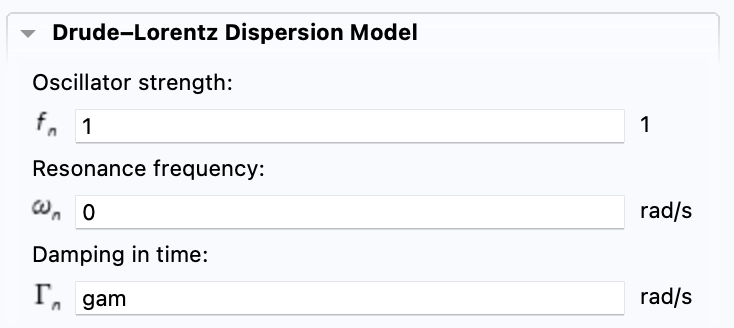 Drude–Lorentz Dispersion Model
Oscillator strength:
fn 1 1
Resonance frequency:
ωn 0 rad/s
Damping in time:
Γn gam rad/s